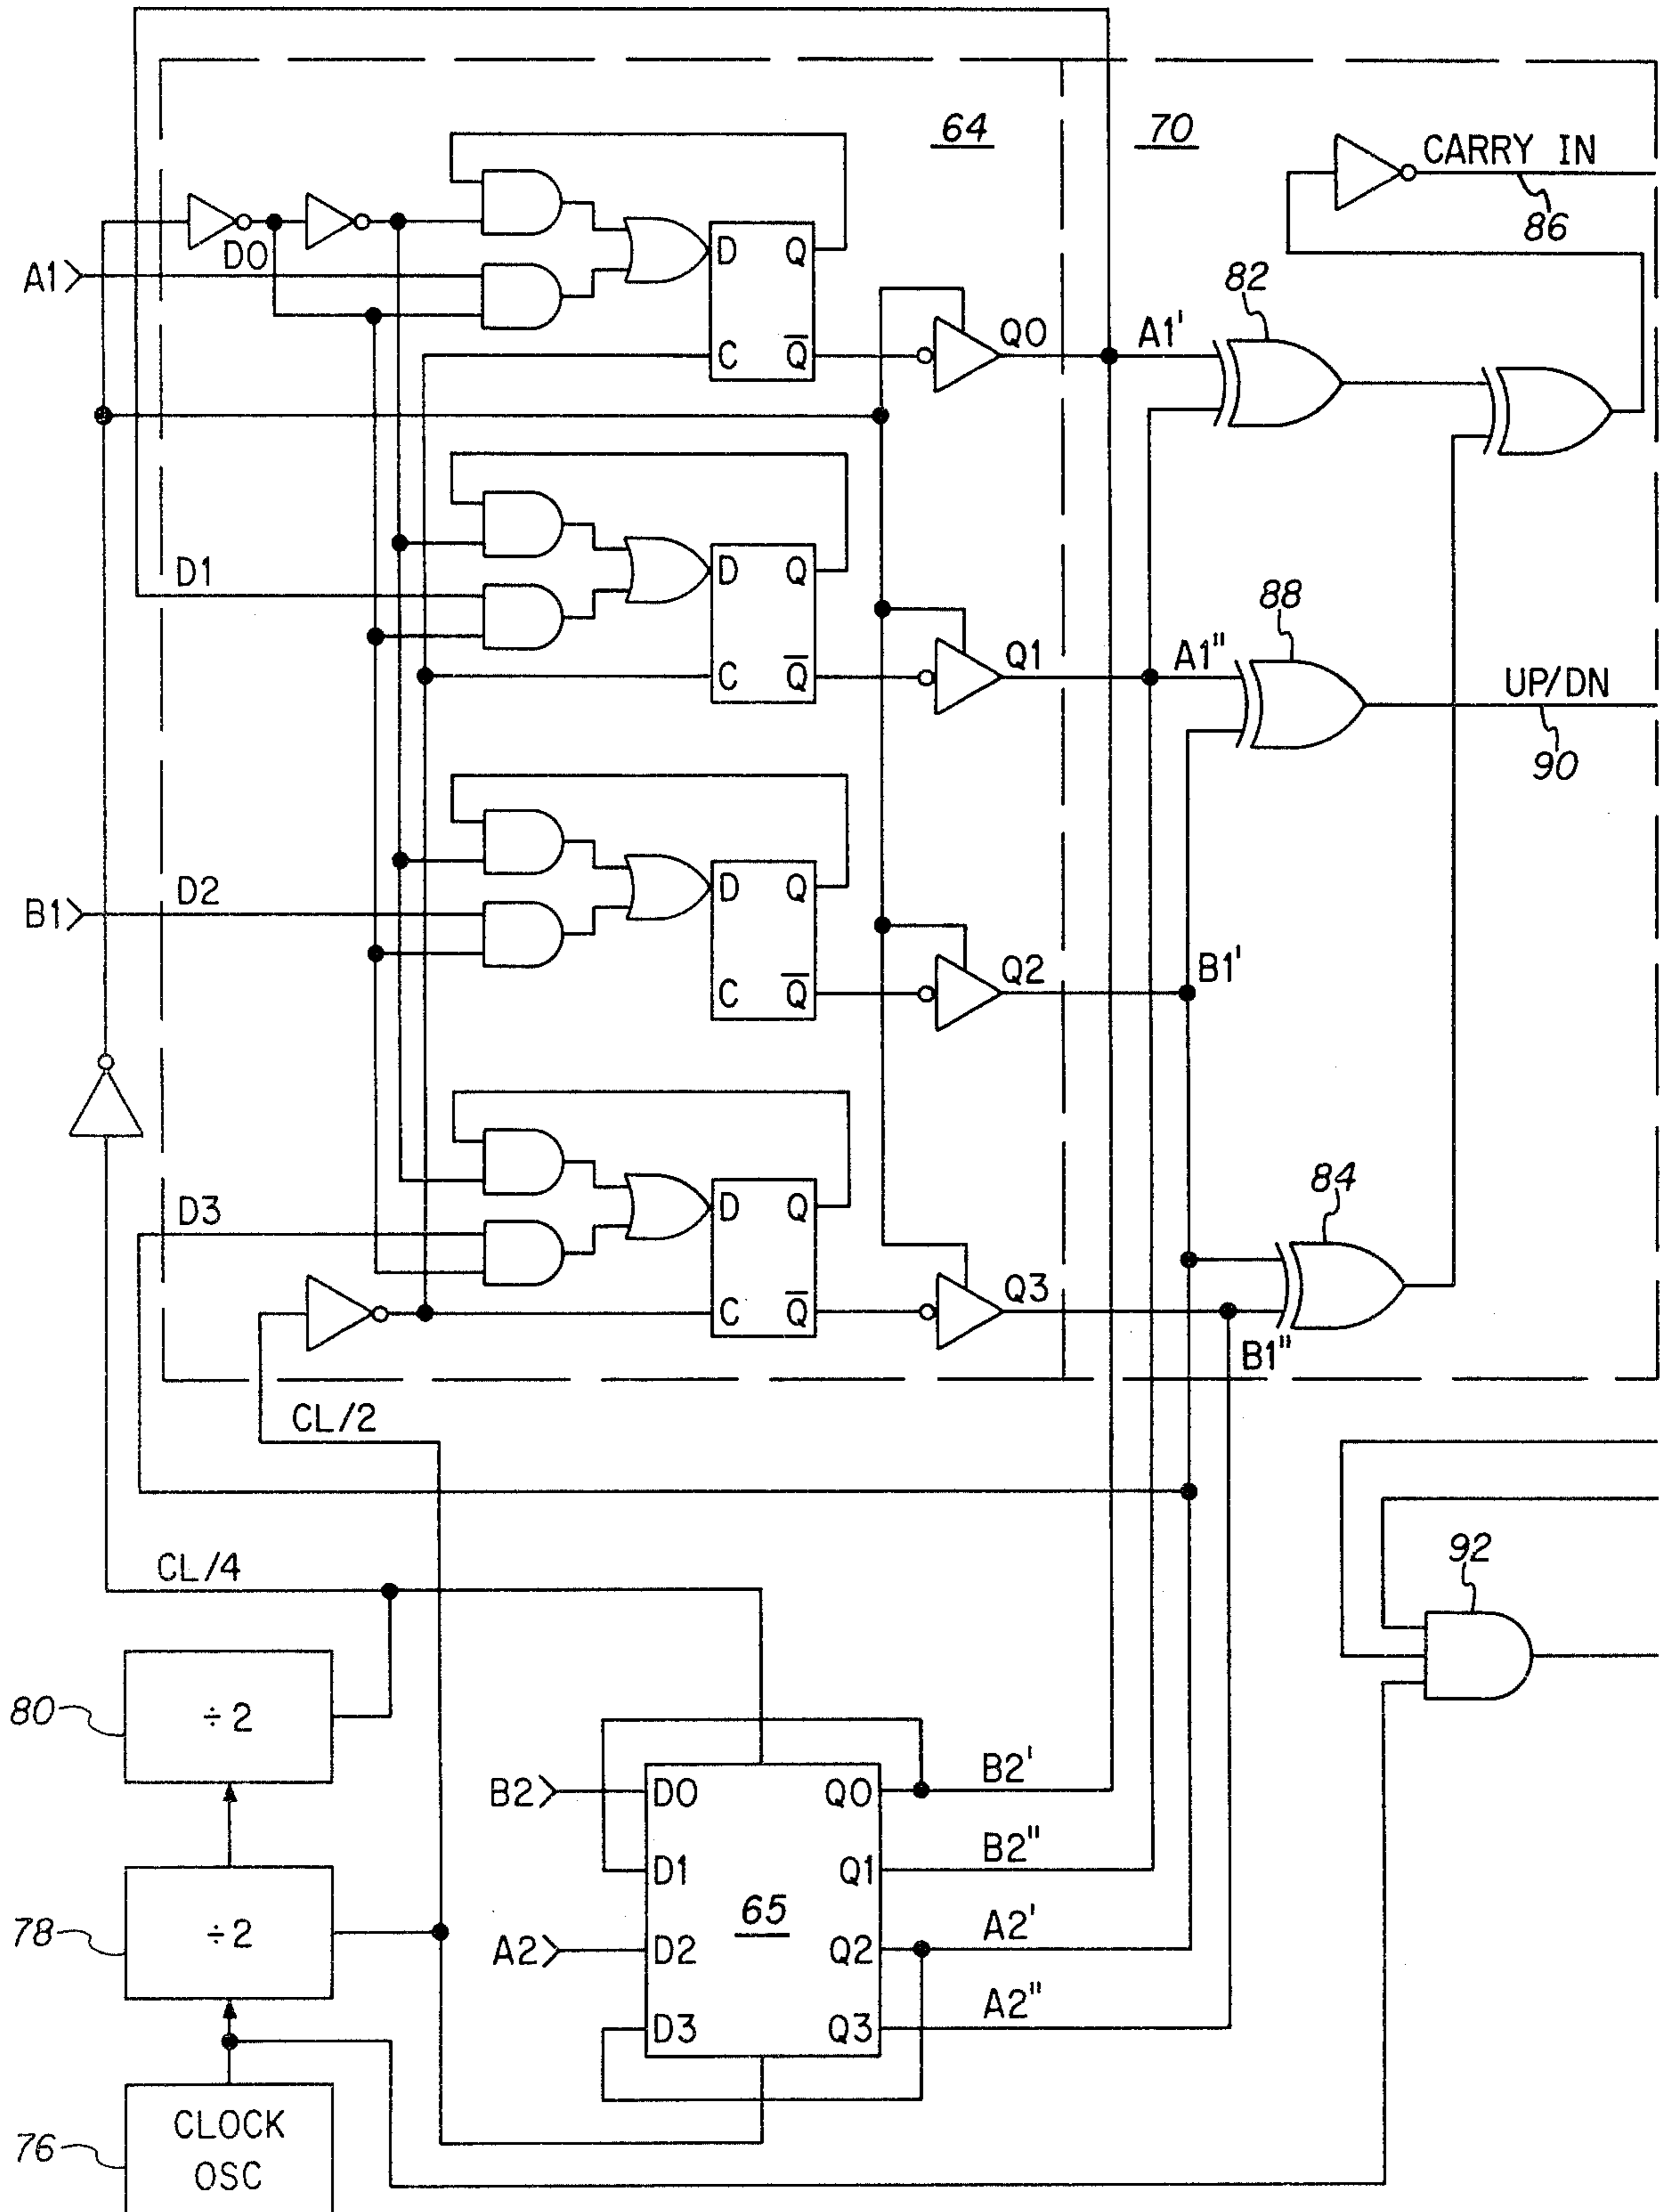 64
70
CARRY IN
86
D0
A1
D Q
C Q̅
Q0
A1'
82
D1
D Q
C Q̅
Q1
A1"
88
UP/DN
90
B1
D2
D Q
C Q̅
Q2
B1'
D3
D Q
C Q̅
Q3
84
B1"
CL/2
CL/4
92
80
÷2
B2
D0 Q0
B2'
D1 Q1
B2"
65
78
÷2
A2
D2 Q2
A2'
D3 Q3
A2"
76
CLOCK
OSC